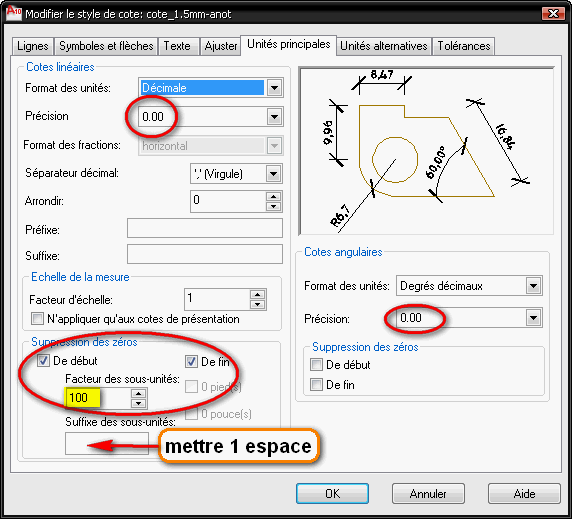 A10
Modifier le style de cote: cote_1.5mm-anot
Lignes
Symboles et flèches
Texte
Ajuster
Unités principales
Unités alternatives
Tolérances
Cotes linéaires
Format des unités:
Décimale
Précision
0.00
Format des fractions:
horizontal
Séparateur décimal:
',' (Virgule)
Arrondir:
0
Préfixe:
Suffixe:
Echelle de la mesure
Facteur d'échelle:
1
N'appliquer qu'aux cotes de présentation
Suppression des zéros
De début
De fin
Facteur des sous-unités:
100
0 pied(s)
0 pouce(s)
Suffixe des sous-unités:
mettre 1 espace
8,47
9,96
16,84
60,00°
R6,7
Cotes angulaires
Format des unités:
Degrés décimaux
Précision:
0.00
Suppression des zéros
De début
De fin
OK
Annuler
Aide